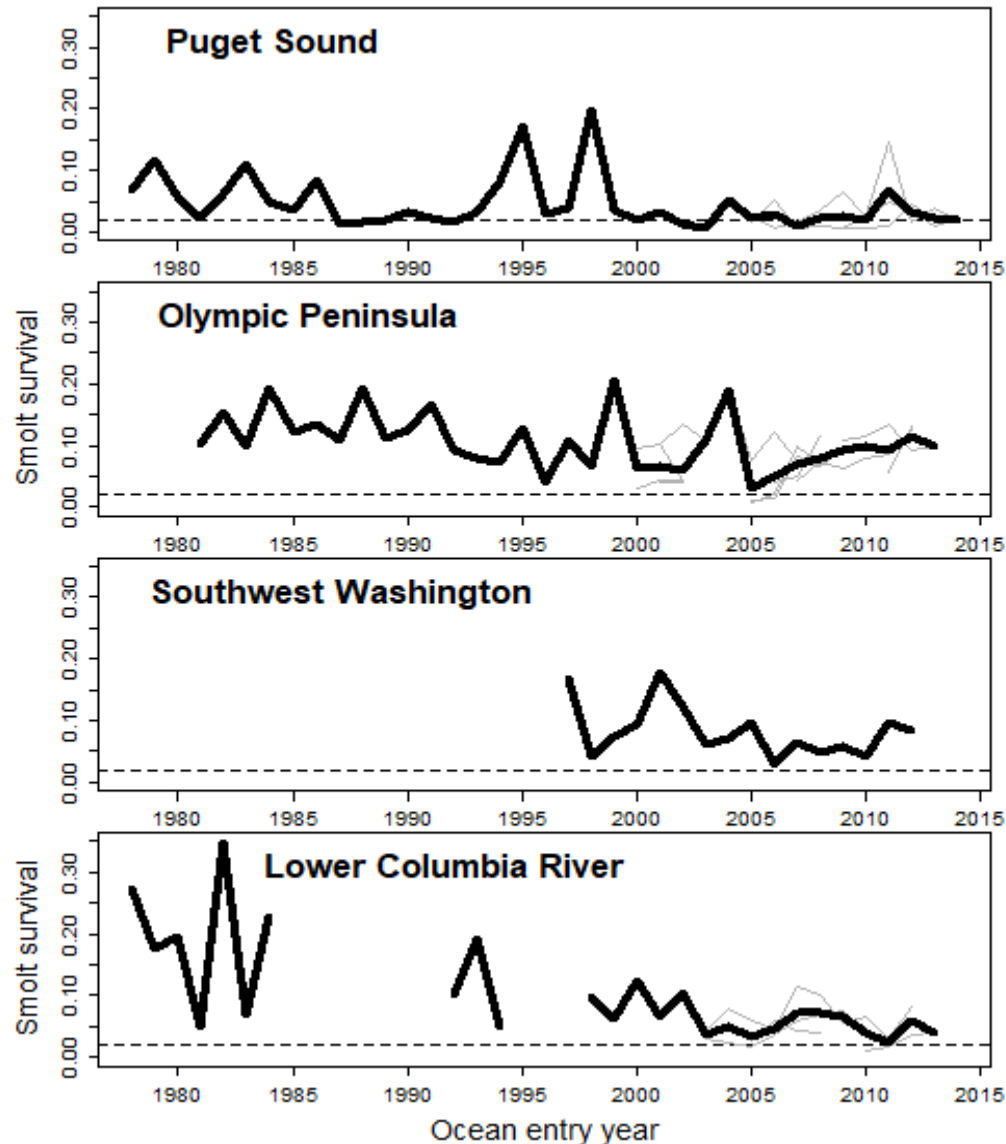 Puget Sound
0.00 0.10 0.20 0.30
1980 1985 1990 1995 2000 2005 2010 2015
Olympic Peninsula
Smolt survival
0.00 0.10 0.20 0.30
1980 1985 1990 1995 2000 2005 2010 2015
Southwest Washington
0.00 0.10 0.20 0.30
1980 1985 1990 1995 2000 2005 2010 2015
Lower Columbia River
Smolt survival
0.00 0.10 0.20 0.30
1980 1985 1990 1995 2000 2005 2010 2015
Ocean entry year